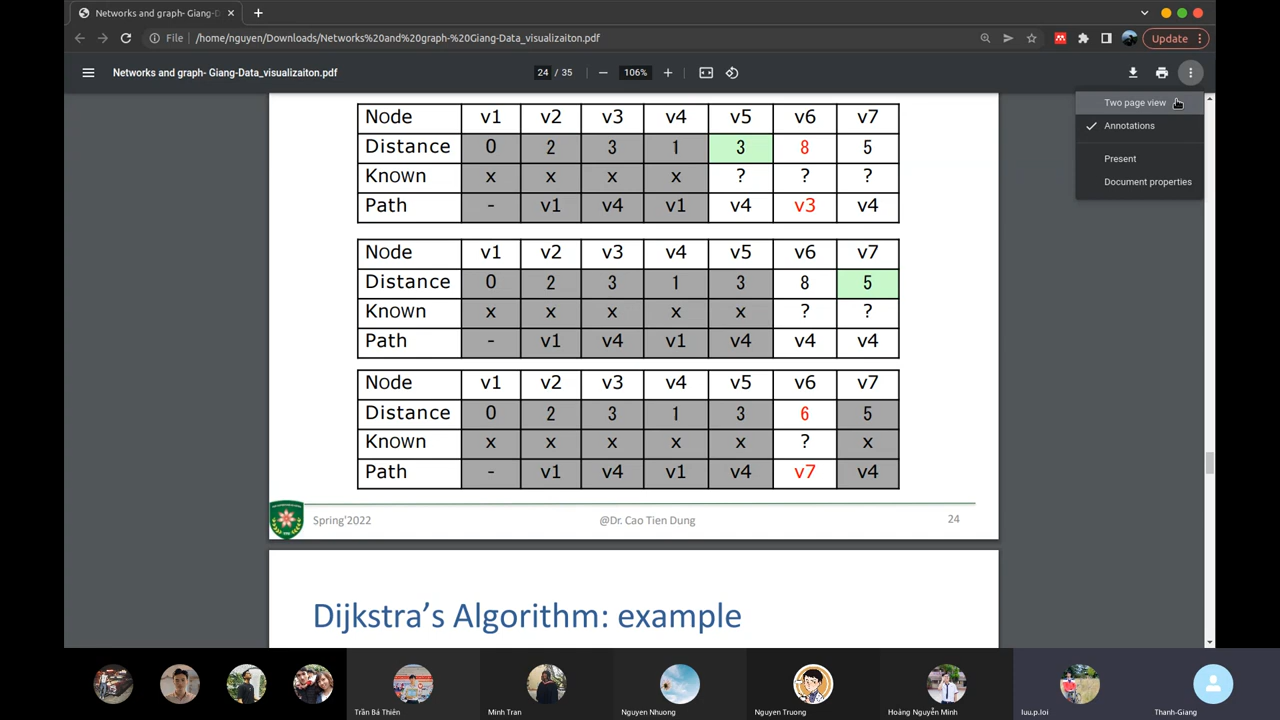 Networks and graph- Giang-D
File
/home/nguyen/Downloads/Networks%20and%20graph-%20Giang-Data_visualizaiton.pdf
Update
Networks and graph- Giang-Data_visualizaiton.pdf
24 / 35
106%
Two page view
Annotations
Present
Document properties
Node v1 v2 v3 v4 v5 v6 v7
Distance 0 2 3 1 3 8 5
Known x x x x ? ? ?
Path - v1 v4 v1 v4 v3 v4
Node v1 v2 v3 v4 v5 v6 v7
Distance 0 2 3 1 3 8 5
Known x x x x x ? ?
Path - v1 v4 v1 v4 v4 v4
Node v1 v2 v3 v4 v5 v6 v7
Distance 0 2 3 1 3 6 5
Known x x x x x ? x
Path - v1 v4 v1 v4 v7 v4
Spring'2022
@Dr. Cao Tien Dung
24
Dijkstra’s Algorithm: example
Trần Bá Thiên
Minh Tran
Nguyen Nhuong
Nguyen Truong
Hoàng Nguyễn Minh
luu.p.loi
Thanh-Giang